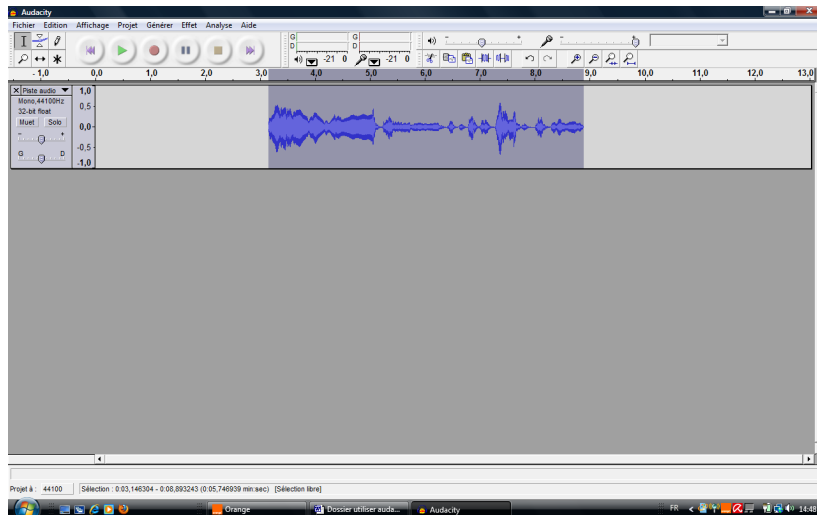 Audacity
Fichier Edition Affichage Projet Générer Effet Analyse Aide
G
D
-21 0
G
D
-21 0
- 1,0 0,0 1,0 2,0 3,0 4,0 5,0 6,0 7,0 8,0 9,0 10,0 11,0 12,0 13,0
X Piste audio
Mono,44100Hz
32-bit float
Muet Solo
- +
G D
1,0
0,5
0,0
-0,5
-1,0
Projet à : 44100 Sélection : 0:03,146304 - 0:08,893243 (0:05,746939 min:sec) [Sélection libre]
Orange Dossier utiliser auda... Audacity FR 14:48